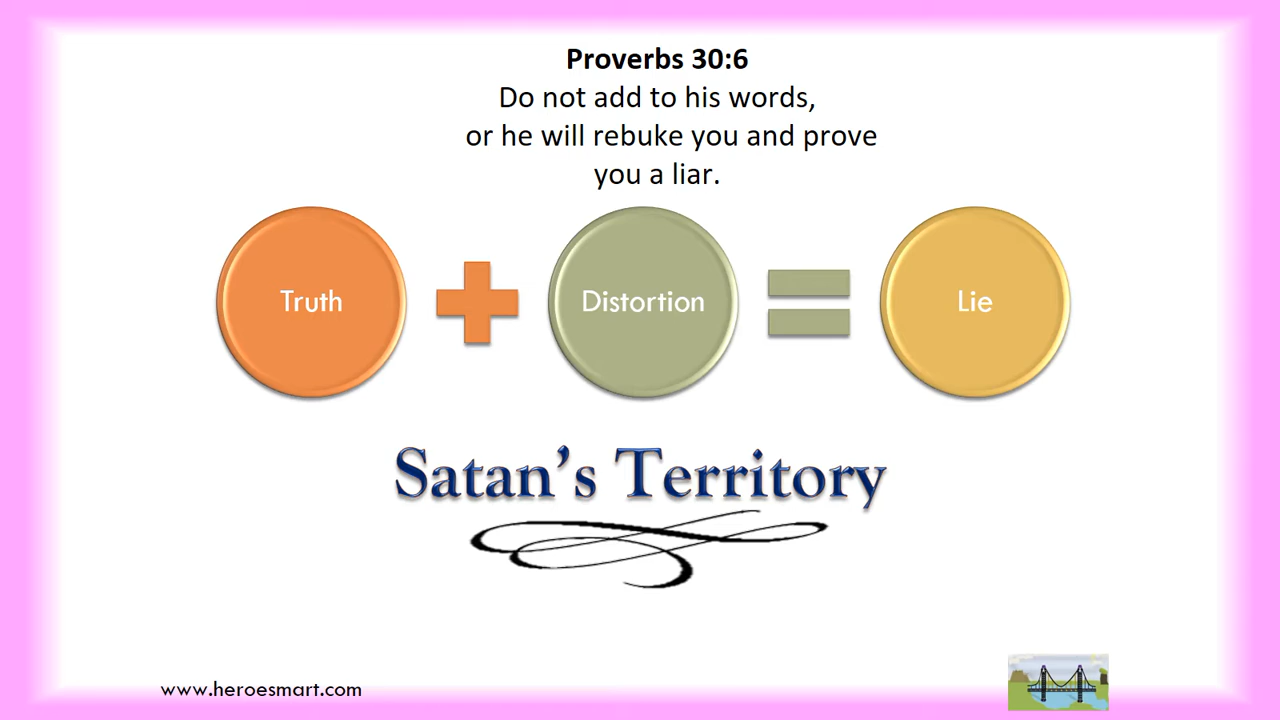 Proverbs 30:6
Do not add to his words,
or he will rebuke you and prove
you a liar.
Truth
Distortion
Lie
Satan's Territory
www.heroesmart.com